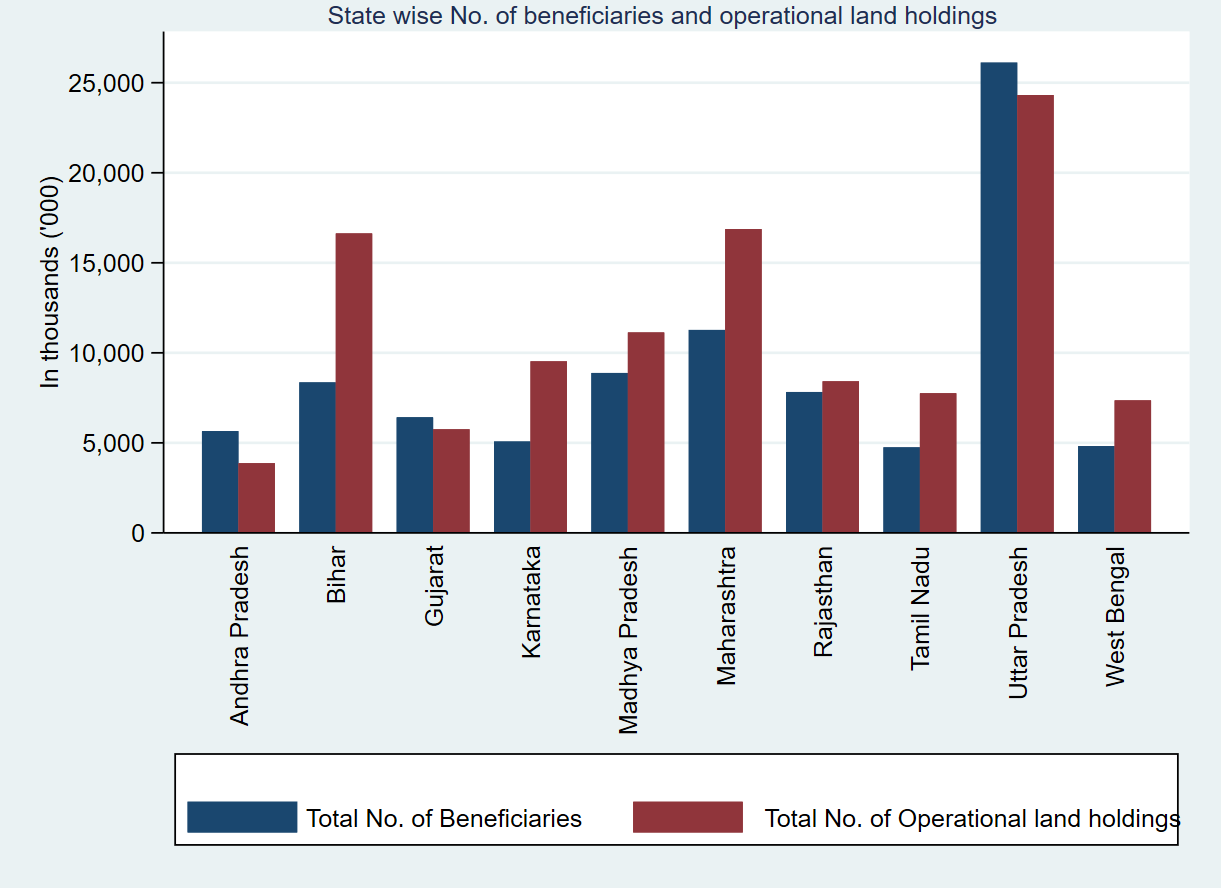 State wise No. of beneficiaries and operational land holdings
In thousands ('000)
25,000
20,000
15,000
10,000
5,000
0
Andhra Pradesh
Bihar
Gujarat
Karnataka
Madhya Pradesh
Maharashtra
Rajasthan
Tamil Nadu
Uttar Pradesh
West Bengal
Total No. of Beneficiaries
Total No. of Operational land holdings